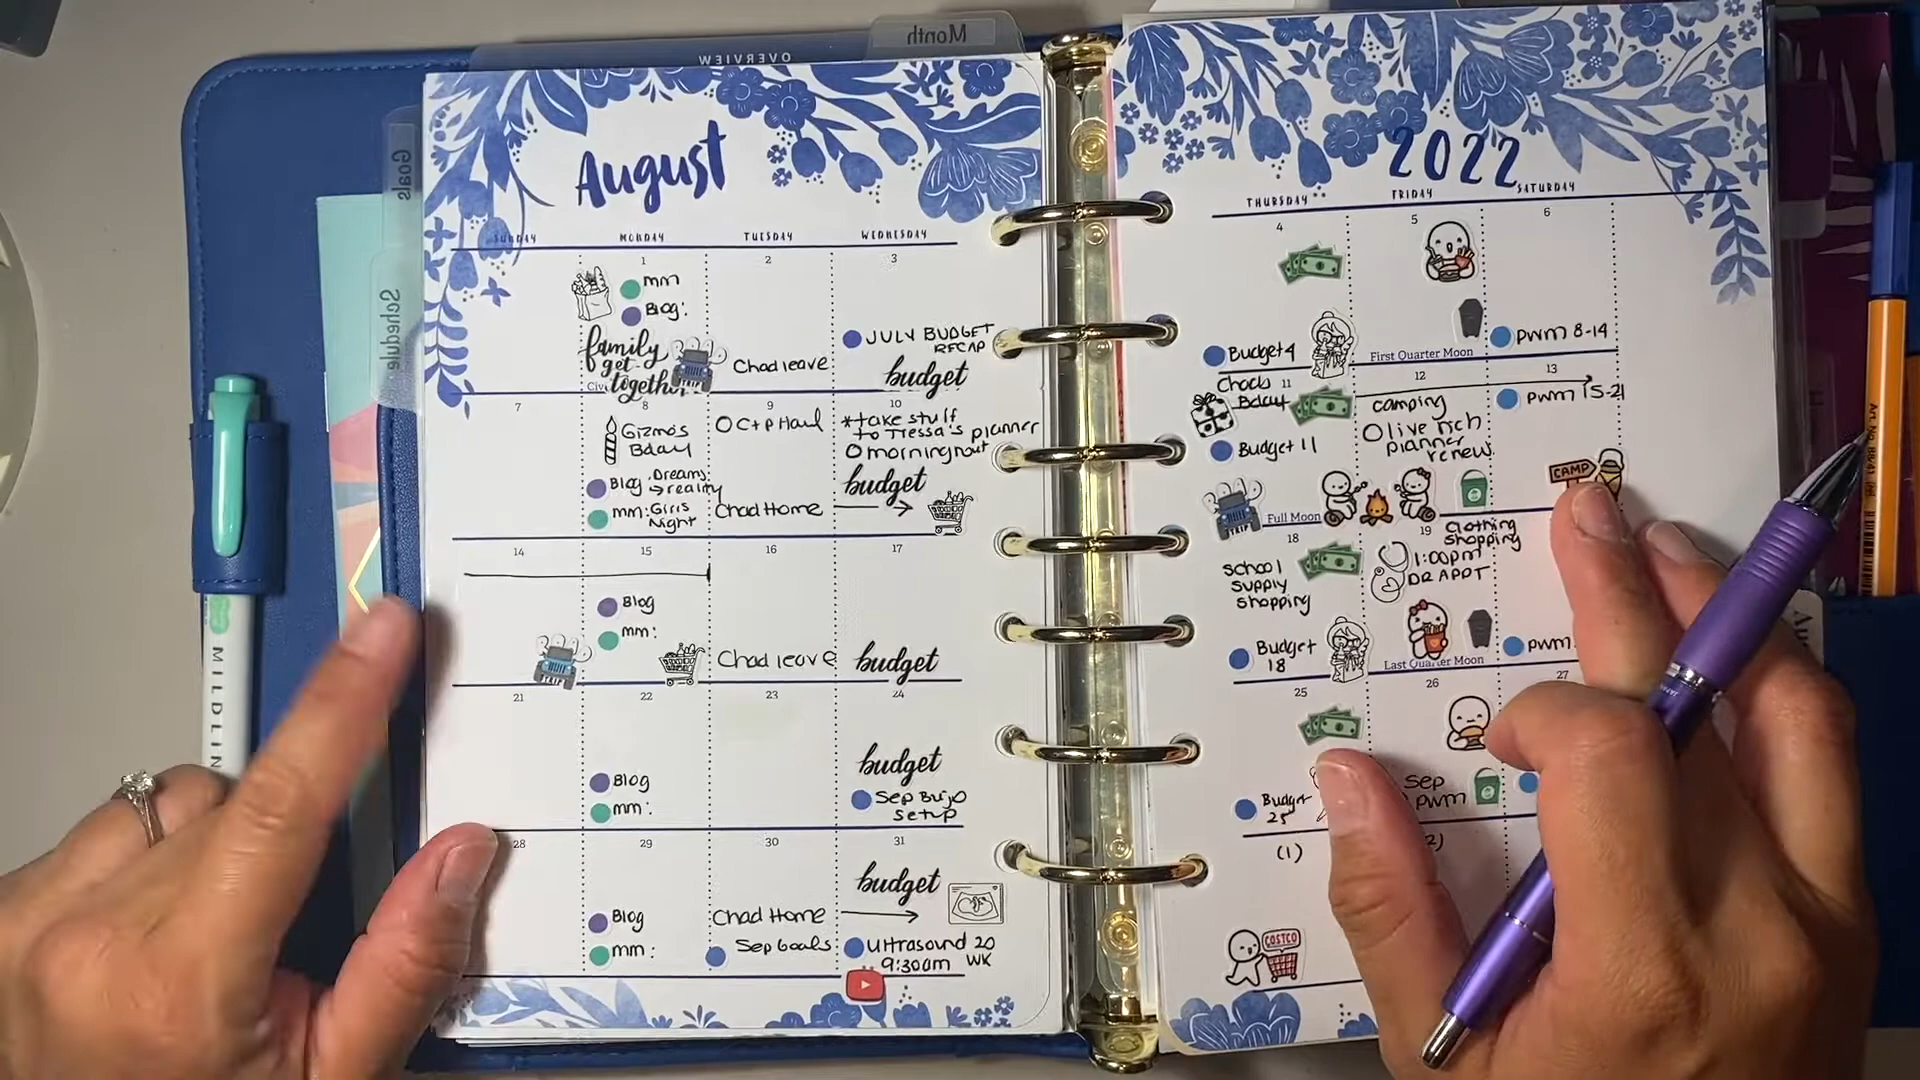 Month
OVERVIEW
Goals
Schedule
August
2022
SUNDAY
MONDAY
TUESDAY
WEDNESDAY
THURSDAY
FRIDAY
SATURDAY
1
mm
Blog:
family
get-
together
TRIP
2
Chad leave
3
JULY BUDGET
RECAP
budget
4
Budget 4
5
First Quarter Moon
6
PWM 8-14
7
8
Gizmos
Bday
Blog: Dreams
→ reality
mm: Girls
Night
9
O C+P Haul
Chad Home
10
*take stuff
to Tressa's planner
O morning rout
budget
11
Chads
Bday
Budget 11
TRIP
Full Moon
12
camping
O live rich
planner
renew.
13
PWM 15-21
CAMP
14
TRIP
15
Blog
mm:
16
Chad leave
17
budget
18
school
supply
shopping
Budget
18
19
Clothing
shopping
1:00pm
DR APPT
Last Quarter Moon
PWM
21
22
Blog
mm:
23
24
budget
Sep Bujo
setup
25
Budget
25
26
Sep
PWM
27
28
29
Blog
mm:
30
Chad Home
Sep Goals
31
budget
Ultrasound 20
9:30am WK
(1)
2)
COSTCO
MILDLIN